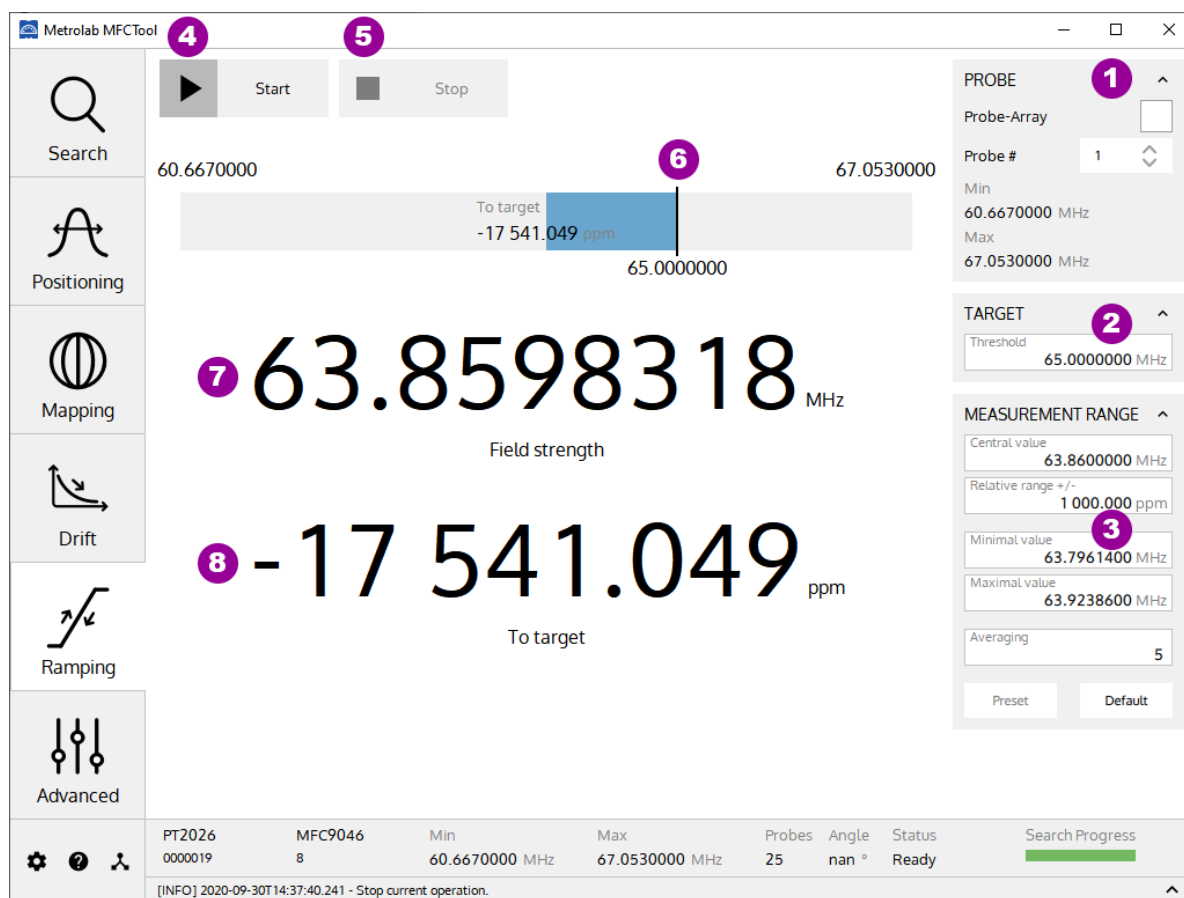 Metrolab MFCTool
4
5
Start
Stop
Search
Positioning
Mapping
Drift
Ramping
Advanced
60.6670000
6
67.0530000
To target
-17 541.049 ppm
65.0000000
7
63.8598318 MHz
Field strength
8
-17 541.049 ppm
To target
PROBE
1
Probe-Array
Probe #
1
Min
60.6670000 MHz
Max
67.0530000 MHz
TARGET
2
Threshold
65.0000000 MHz
MEASUREMENT RANGE
Central value
63.8600000 MHz
Relative range +/-
1 000.000 ppm
3
Minimal value
63.7961400 MHz
Maximal value
63.9238600 MHz
Averaging
5
Preset
Default
PT2026
0000019
MFC9046
8
Min
60.6670000 MHz
Max
67.0530000 MHz
Probes
25
Angle
nan °
Status
Ready
Search Progress
[INFO] 2020-09-30T14:37:40.241 - Stop current operation.